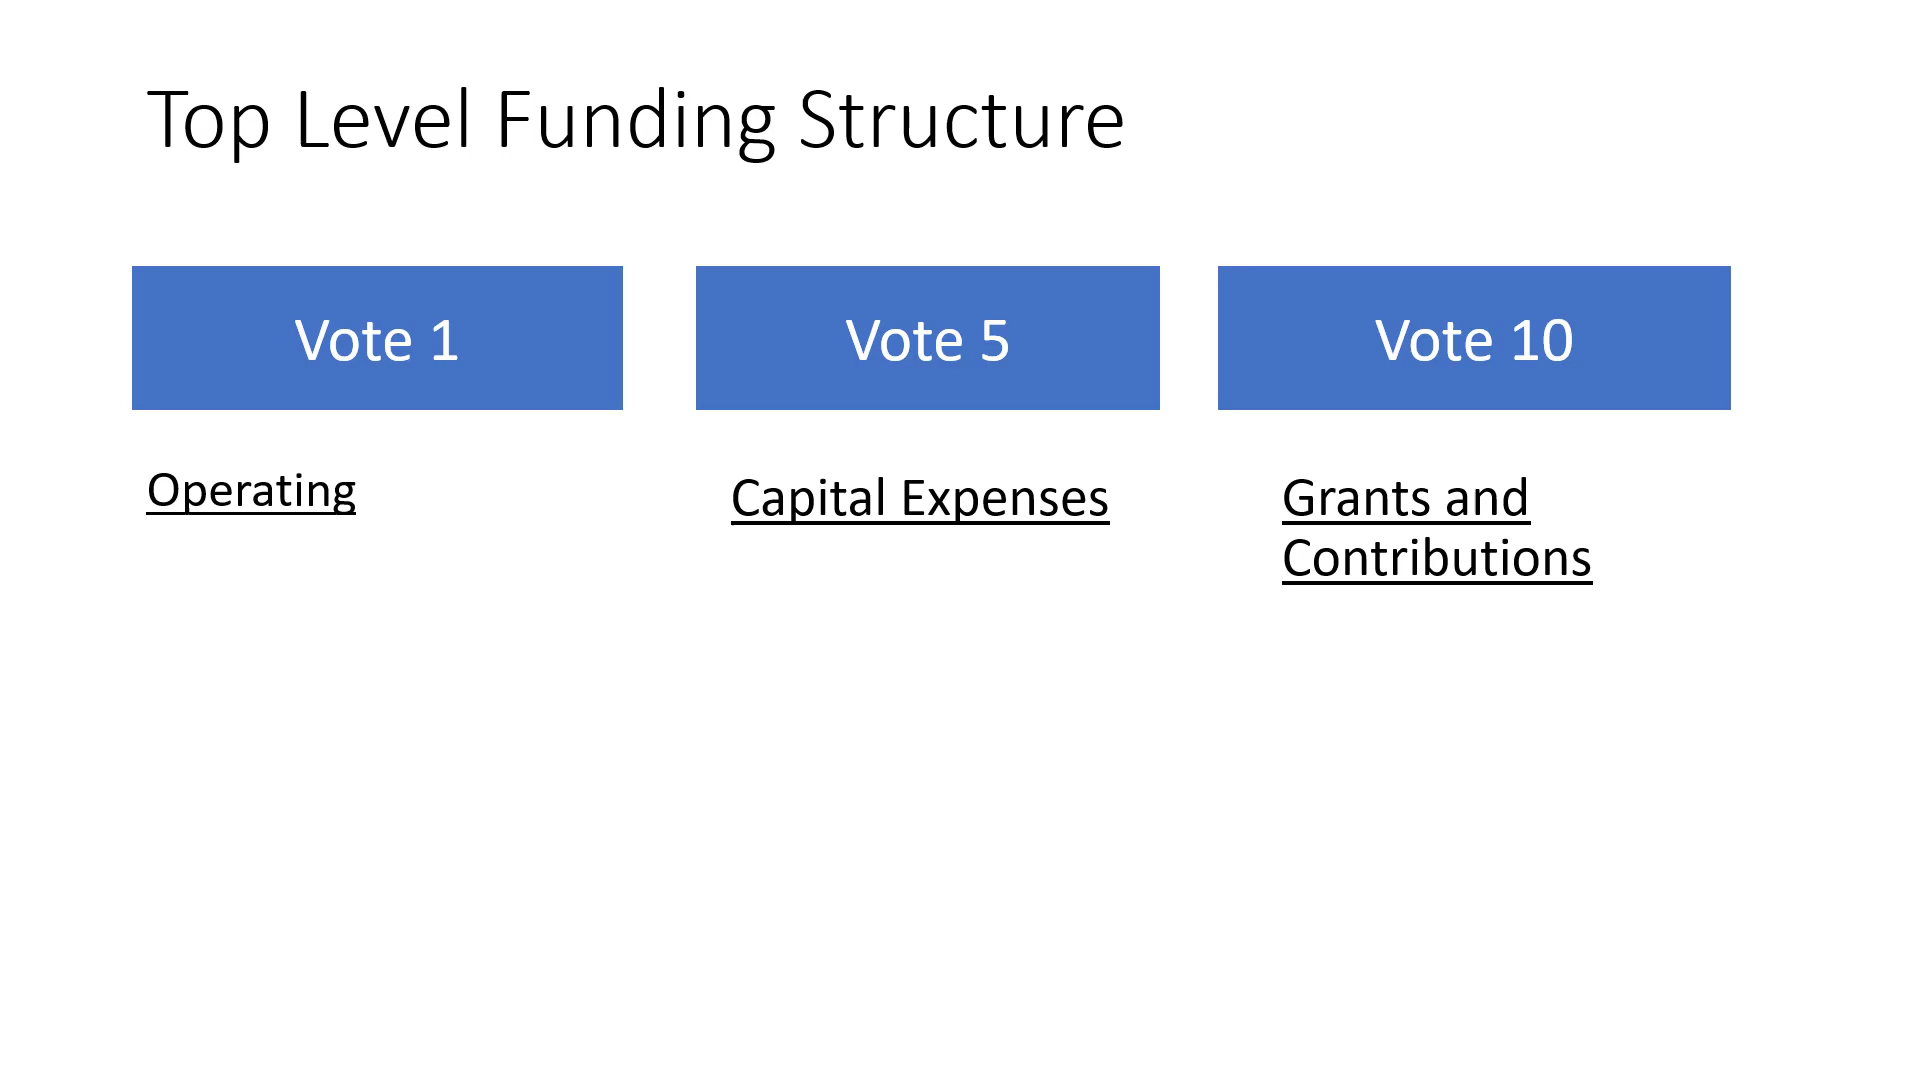 Top Level Funding Structure
Vote 1
Vote 5
Vote 10
Operating
Capital Expenses
Grants and
Contributions